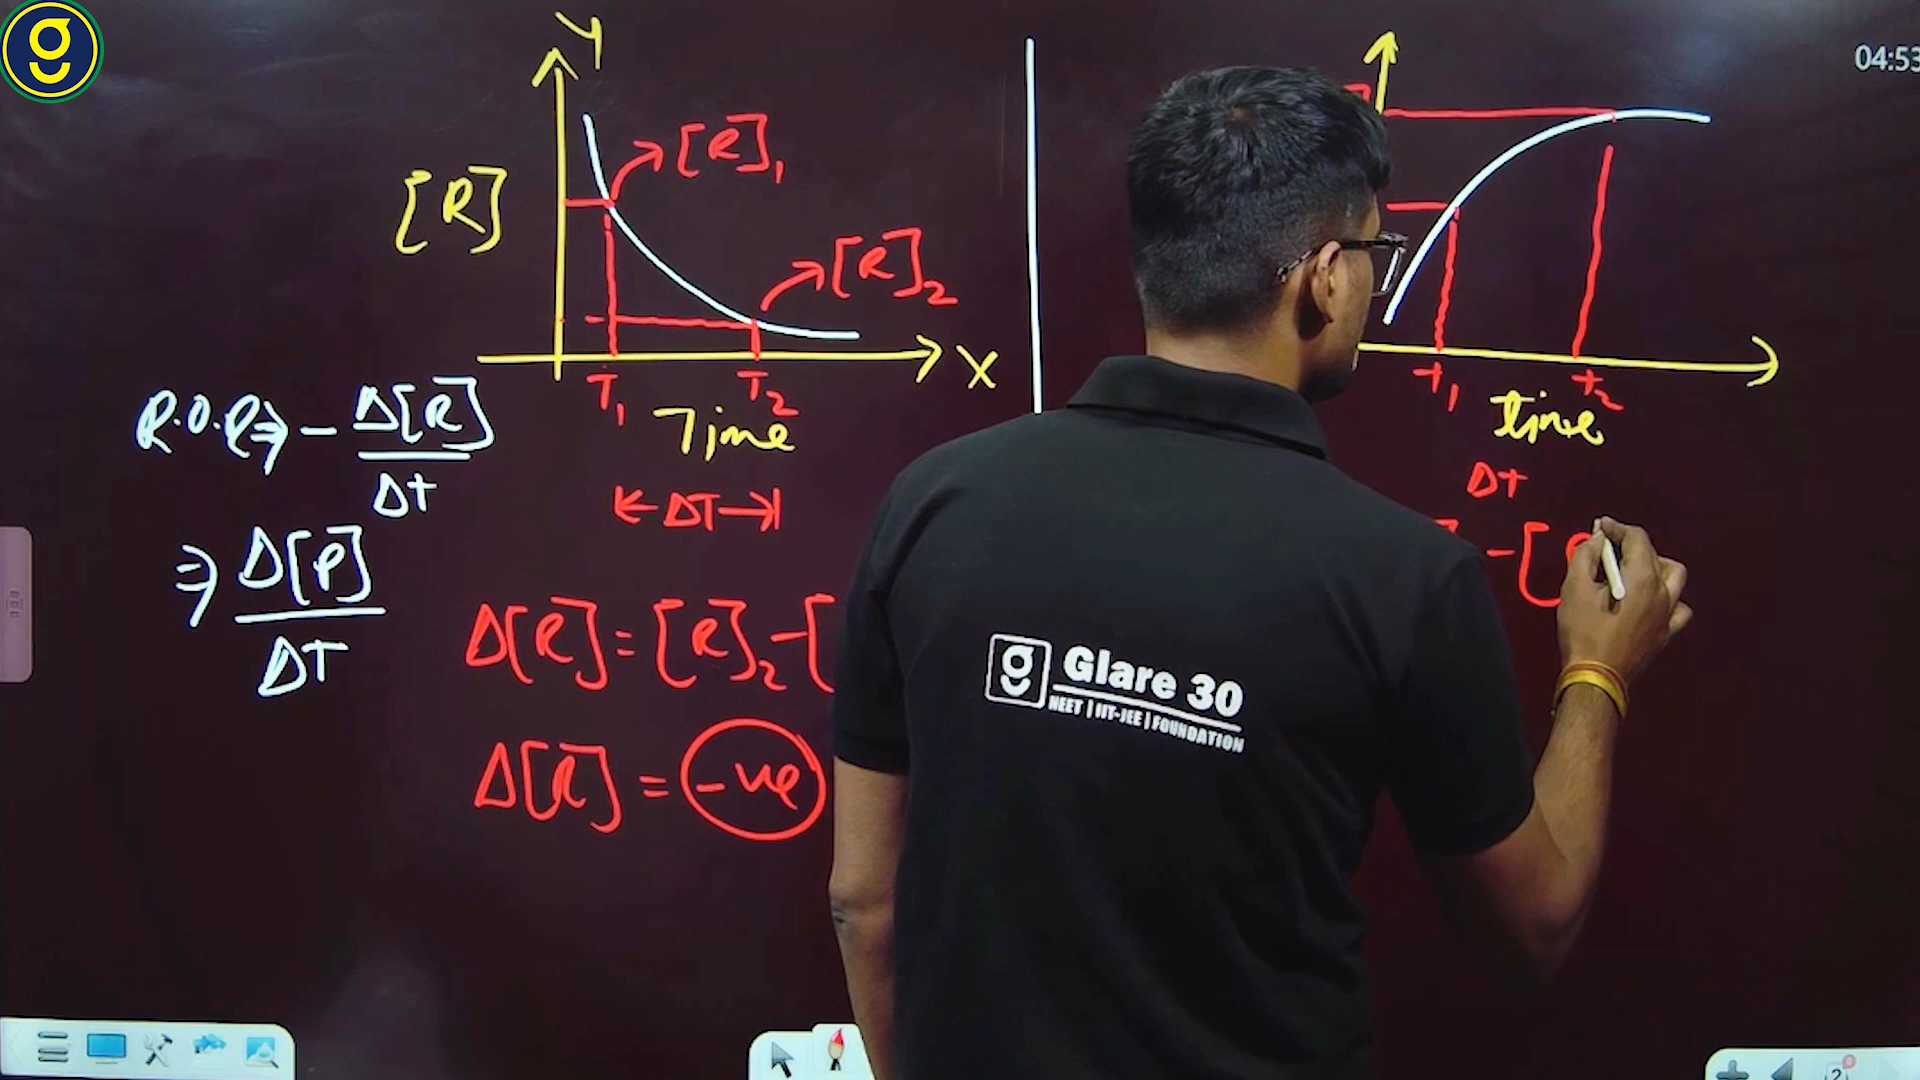 g
Y
04:53
[R]
[R]₁
[R]₂
X
T₁
T₂
Time
R.O.R ⇒ - Δ[R]
ΔT
←ΔT→
⇒ Δ[P]
ΔT
Δ[R] = [R]₂ - [
Δ[R] = -ve
t₁
t₂
time
Δt
] - [
g Glare 30
NEET | IIT-JEE | FOUNDATION
2